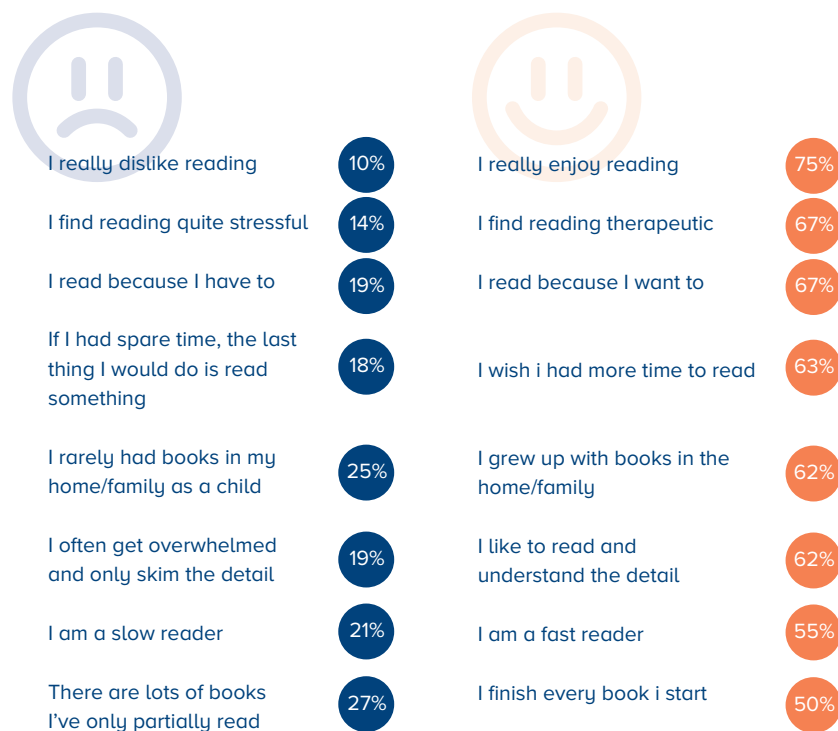 I really dislike reading
10%
I really enjoy reading
75%
I find reading quite stressful
14%
I find reading therapeutic
67%
I read because I have to
19%
I read because I want to
67%
If I had spare time, the last
thing I would do is read
something
18%
I wish i had more time to read
63%
I rarely had books in my
home/family as a child
25%
I grew up with books in the
home/family
62%
I often get overwhelmed
and only skim the detail
19%
I like to read and
understand the detail
62%
I am a slow reader
21%
I am a fast reader
55%
There are lots of books
I've only partially read
27%
I finish every book i start
50%